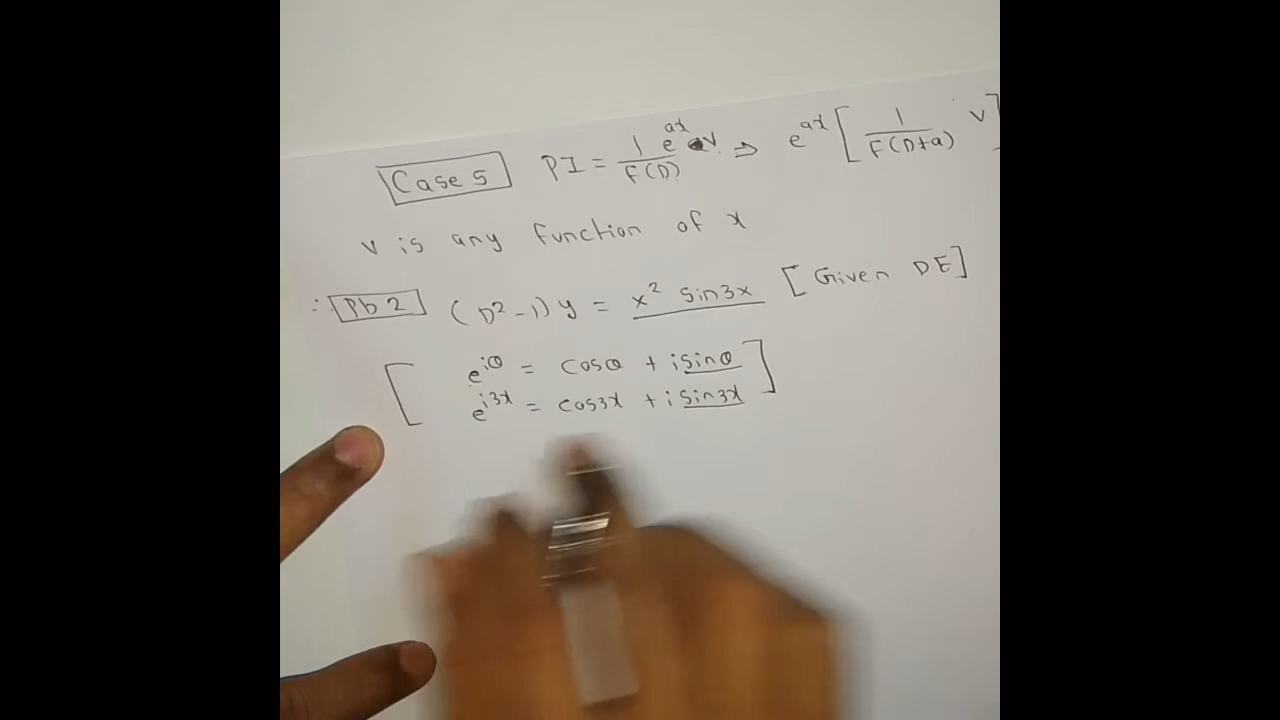 Case 5 PI = 1/F(D) e^{ax} V ⇒ e^{ax} [ 1/F(D+a) V ]
V is any function of x
∴ Pb 2 (D² - 1) y = x² sin3x [Given DE]
[ e^{iθ} = cosθ + i sinθ ]
e^{i3x} = cos3x + i sin3x